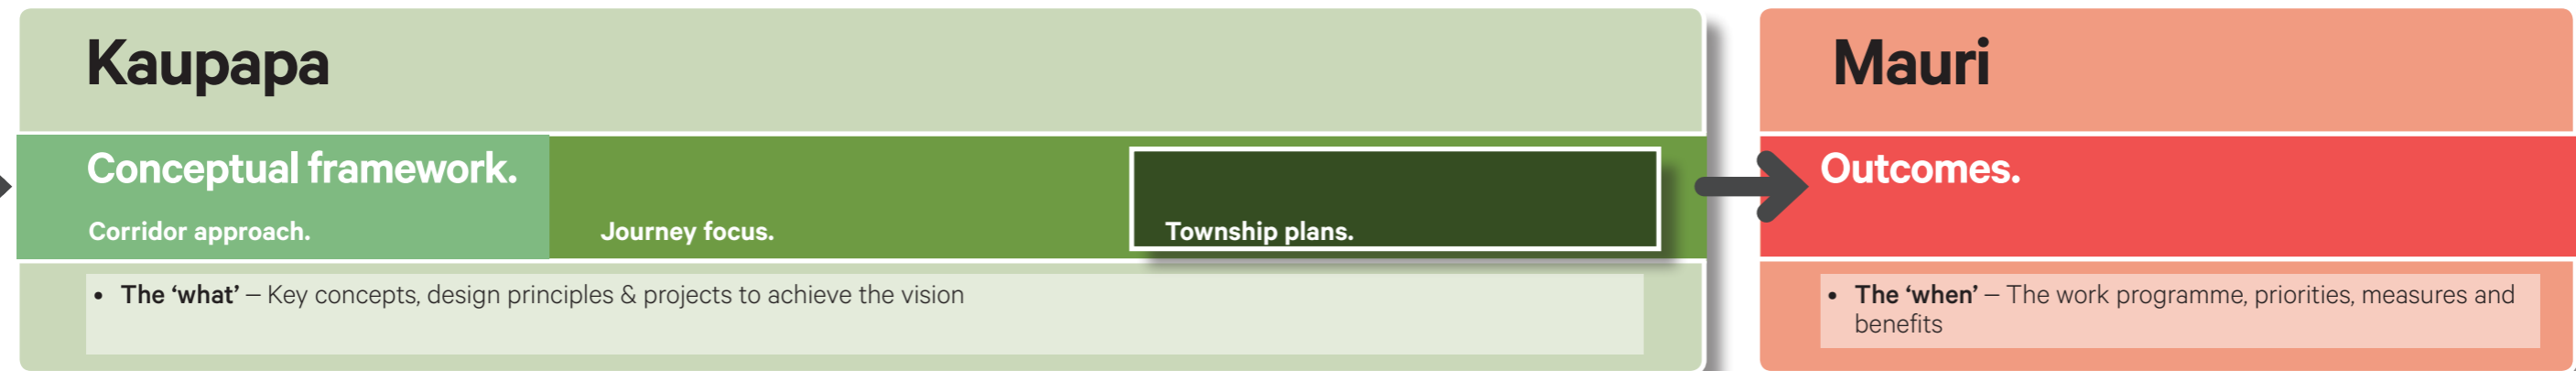 Kaupapa
Conceptual framework.
Corridor approach.
Journey focus.
Township plans.
• The ‘what’ – Key concepts, design principles & projects to achieve the vision
Mauri
Outcomes.
• The ‘when’ – The work programme, priorities, measures and
benefits